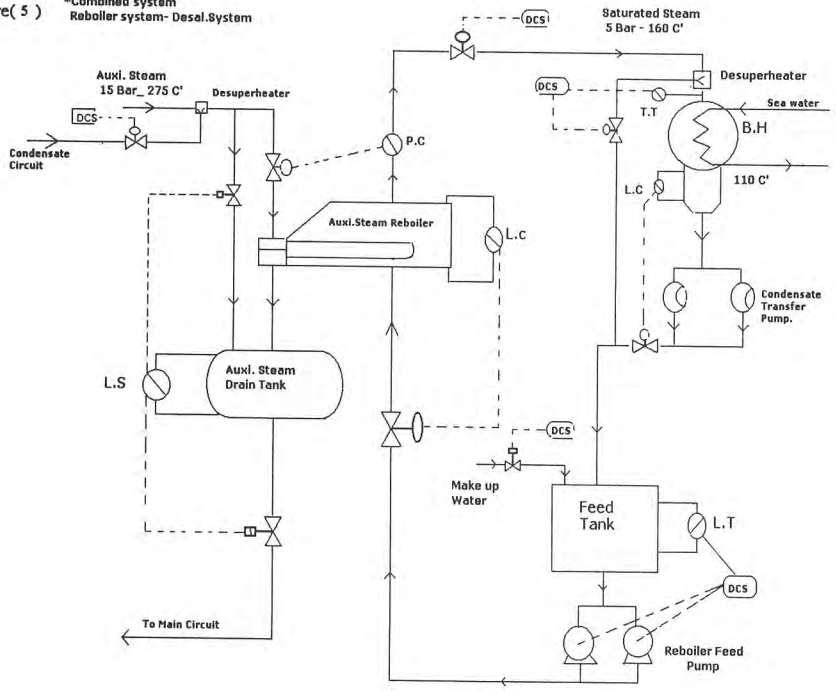 re( 5 )
*Combined system
Reboiler system- Desal.System
Saturated Steam
5 Bar - 160 C'
DCS
Auxi. Steam
15 Bar_ 275 C'
Desuperheater
DCS
Condensate
Circuit
P.C
DCS
T.T
Desuperheater
Sea water
B.H
110 C'
L.C
Auxi.Steam Reboiler
L.c
Condensate
Transfer
Pump.
L.S
Auxi. Steam
Drain Tank
DCS
Make up
Water
Feed
Tank
L.T
DCS
To Main Circuit
Reboiler Feed
Pump